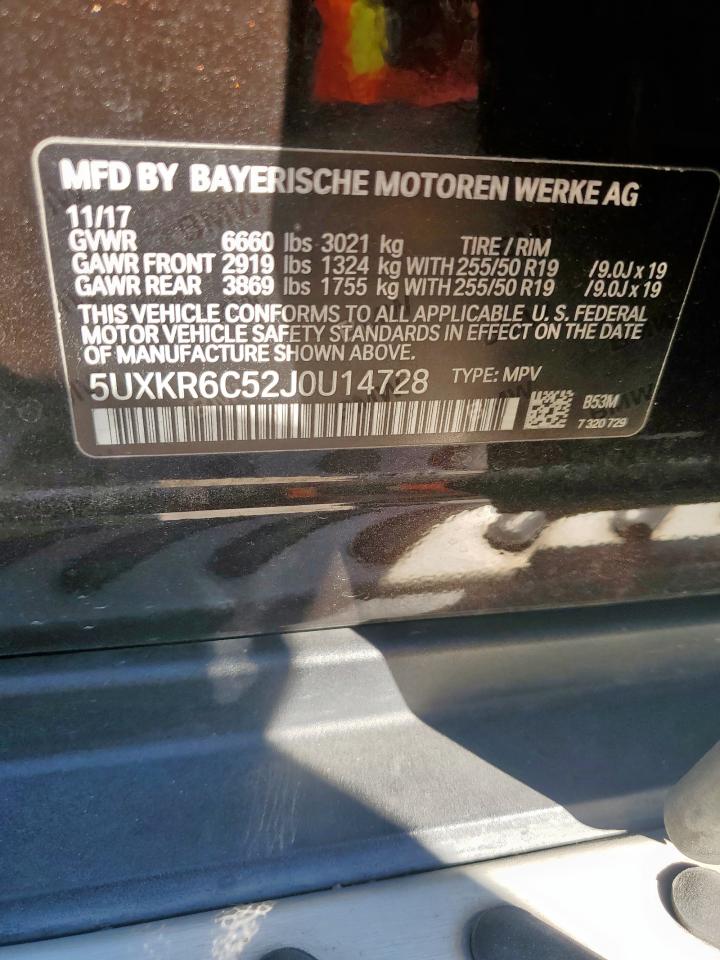 MFD BY BAYERISCHE MOTOREN WERKE AG
11/17
GVWR 6660 lbs 3021 kg TIRE / RIM
GAWR FRONT 2919 lbs 1324 kg WITH 255/50 R19 /9.0J x 19
GAWR REAR 3869 lbs 1755 kg WITH 255/50 R19 /9.0J x 19
THIS VEHICLE CONFORMS TO ALL APPLICABLE U. S. FEDERAL
MOTOR VEHICLE SAFETY STANDARDS IN EFFECT ON THE DATE
OF MANUFACTURE SHOWN ABOVE.
5UXKR6C52J0U14728 TYPE: MPV
B53M
7 320 729